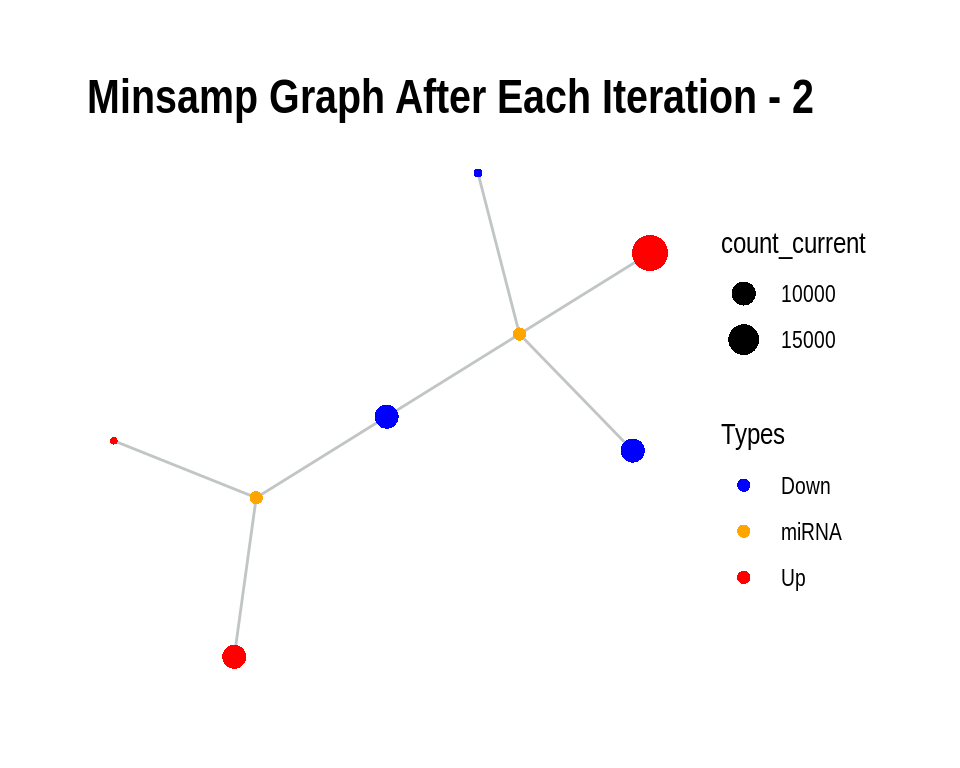 Minsamp Graph After Each Iteration - 2
count_current
10000
15000
Types
Down
miRNA
Up